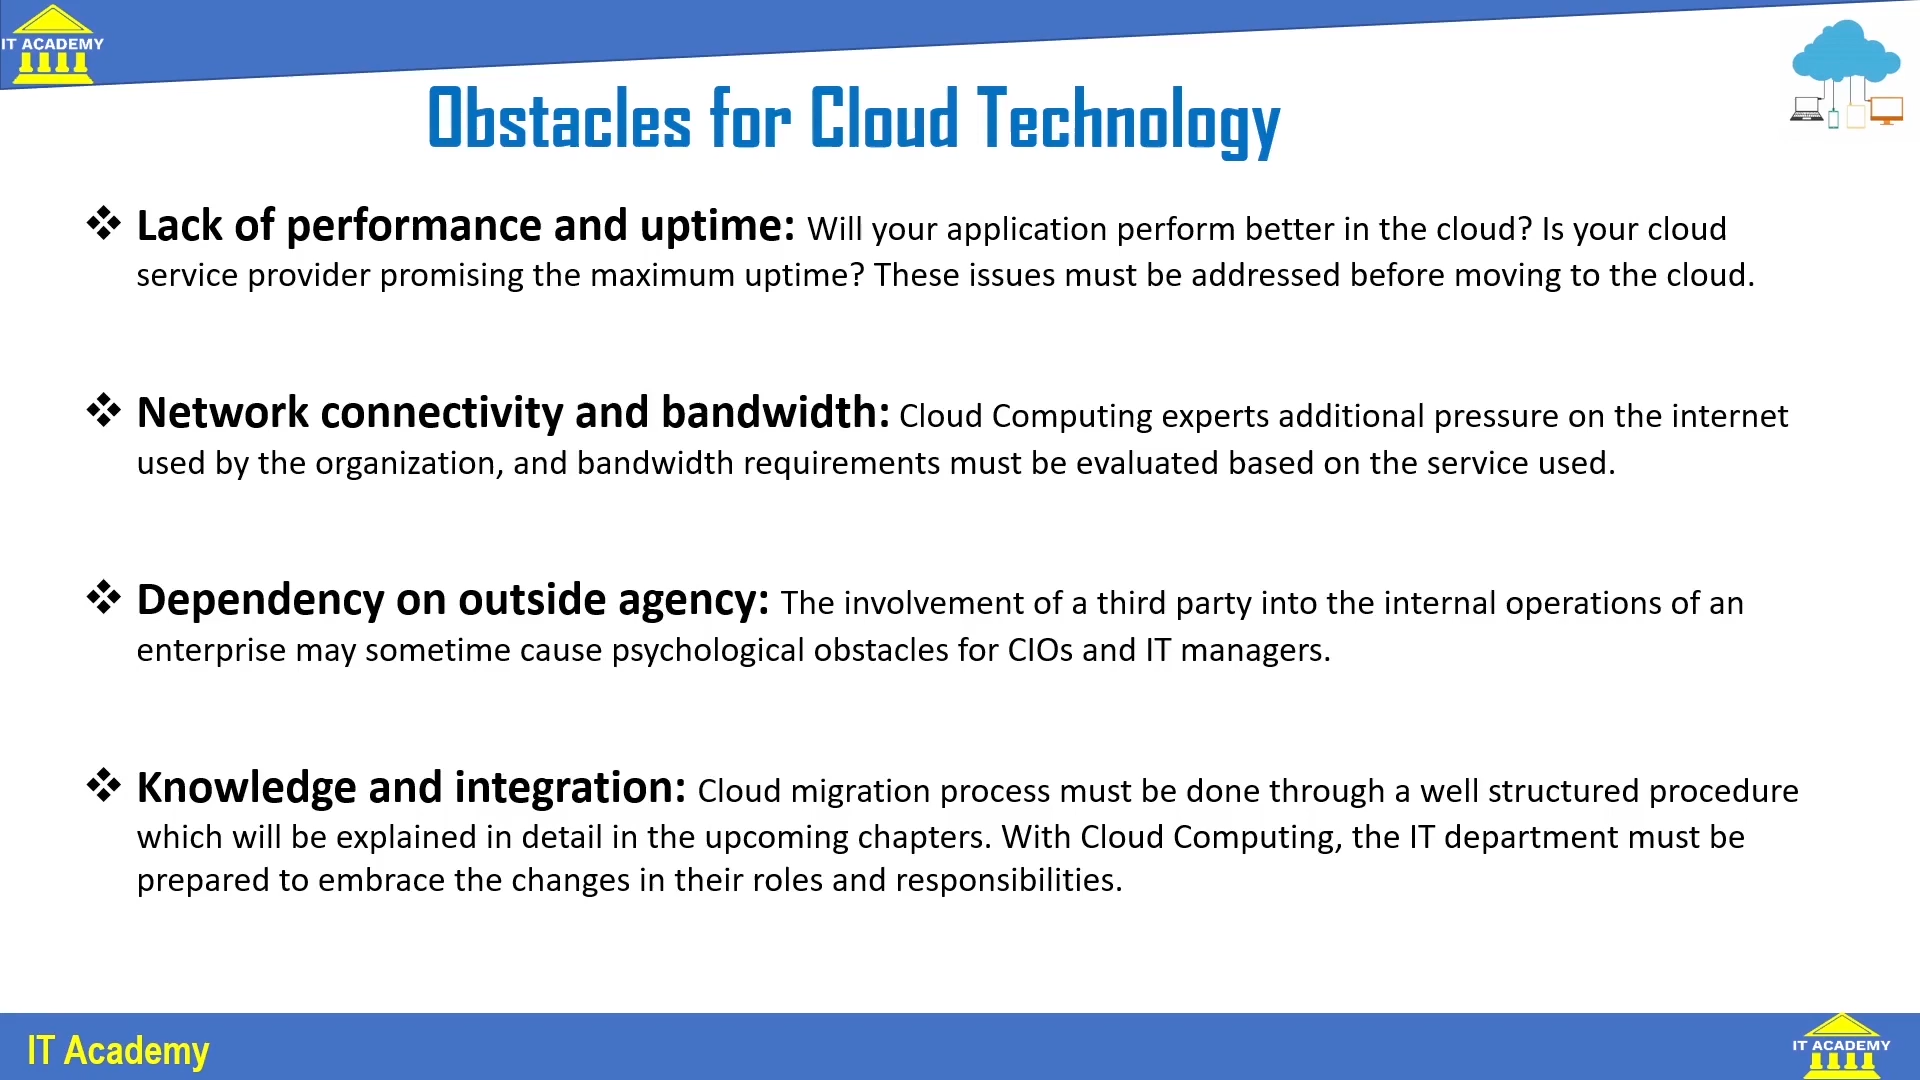 IT ACADEMY
Obstacles for Cloud Technology
❖ Lack of performance and uptime: Will your application perform better in the cloud? Is your cloud
service provider promising the maximum uptime? These issues must be addressed before moving to the cloud.
❖ Network connectivity and bandwidth: Cloud Computing experts additional pressure on the internet
used by the organization, and bandwidth requirements must be evaluated based on the service used.
❖ Dependency on outside agency: The involvement of a third party into the internal operations of an
enterprise may sometime cause psychological obstacles for CIOs and IT managers.
❖ Knowledge and integration: Cloud migration process must be done through a well structured procedure
which will be explained in detail in the upcoming chapters. With Cloud Computing, the IT department must be
prepared to embrace the changes in their roles and responsibilities.
IT Academy
IT ACADEMY